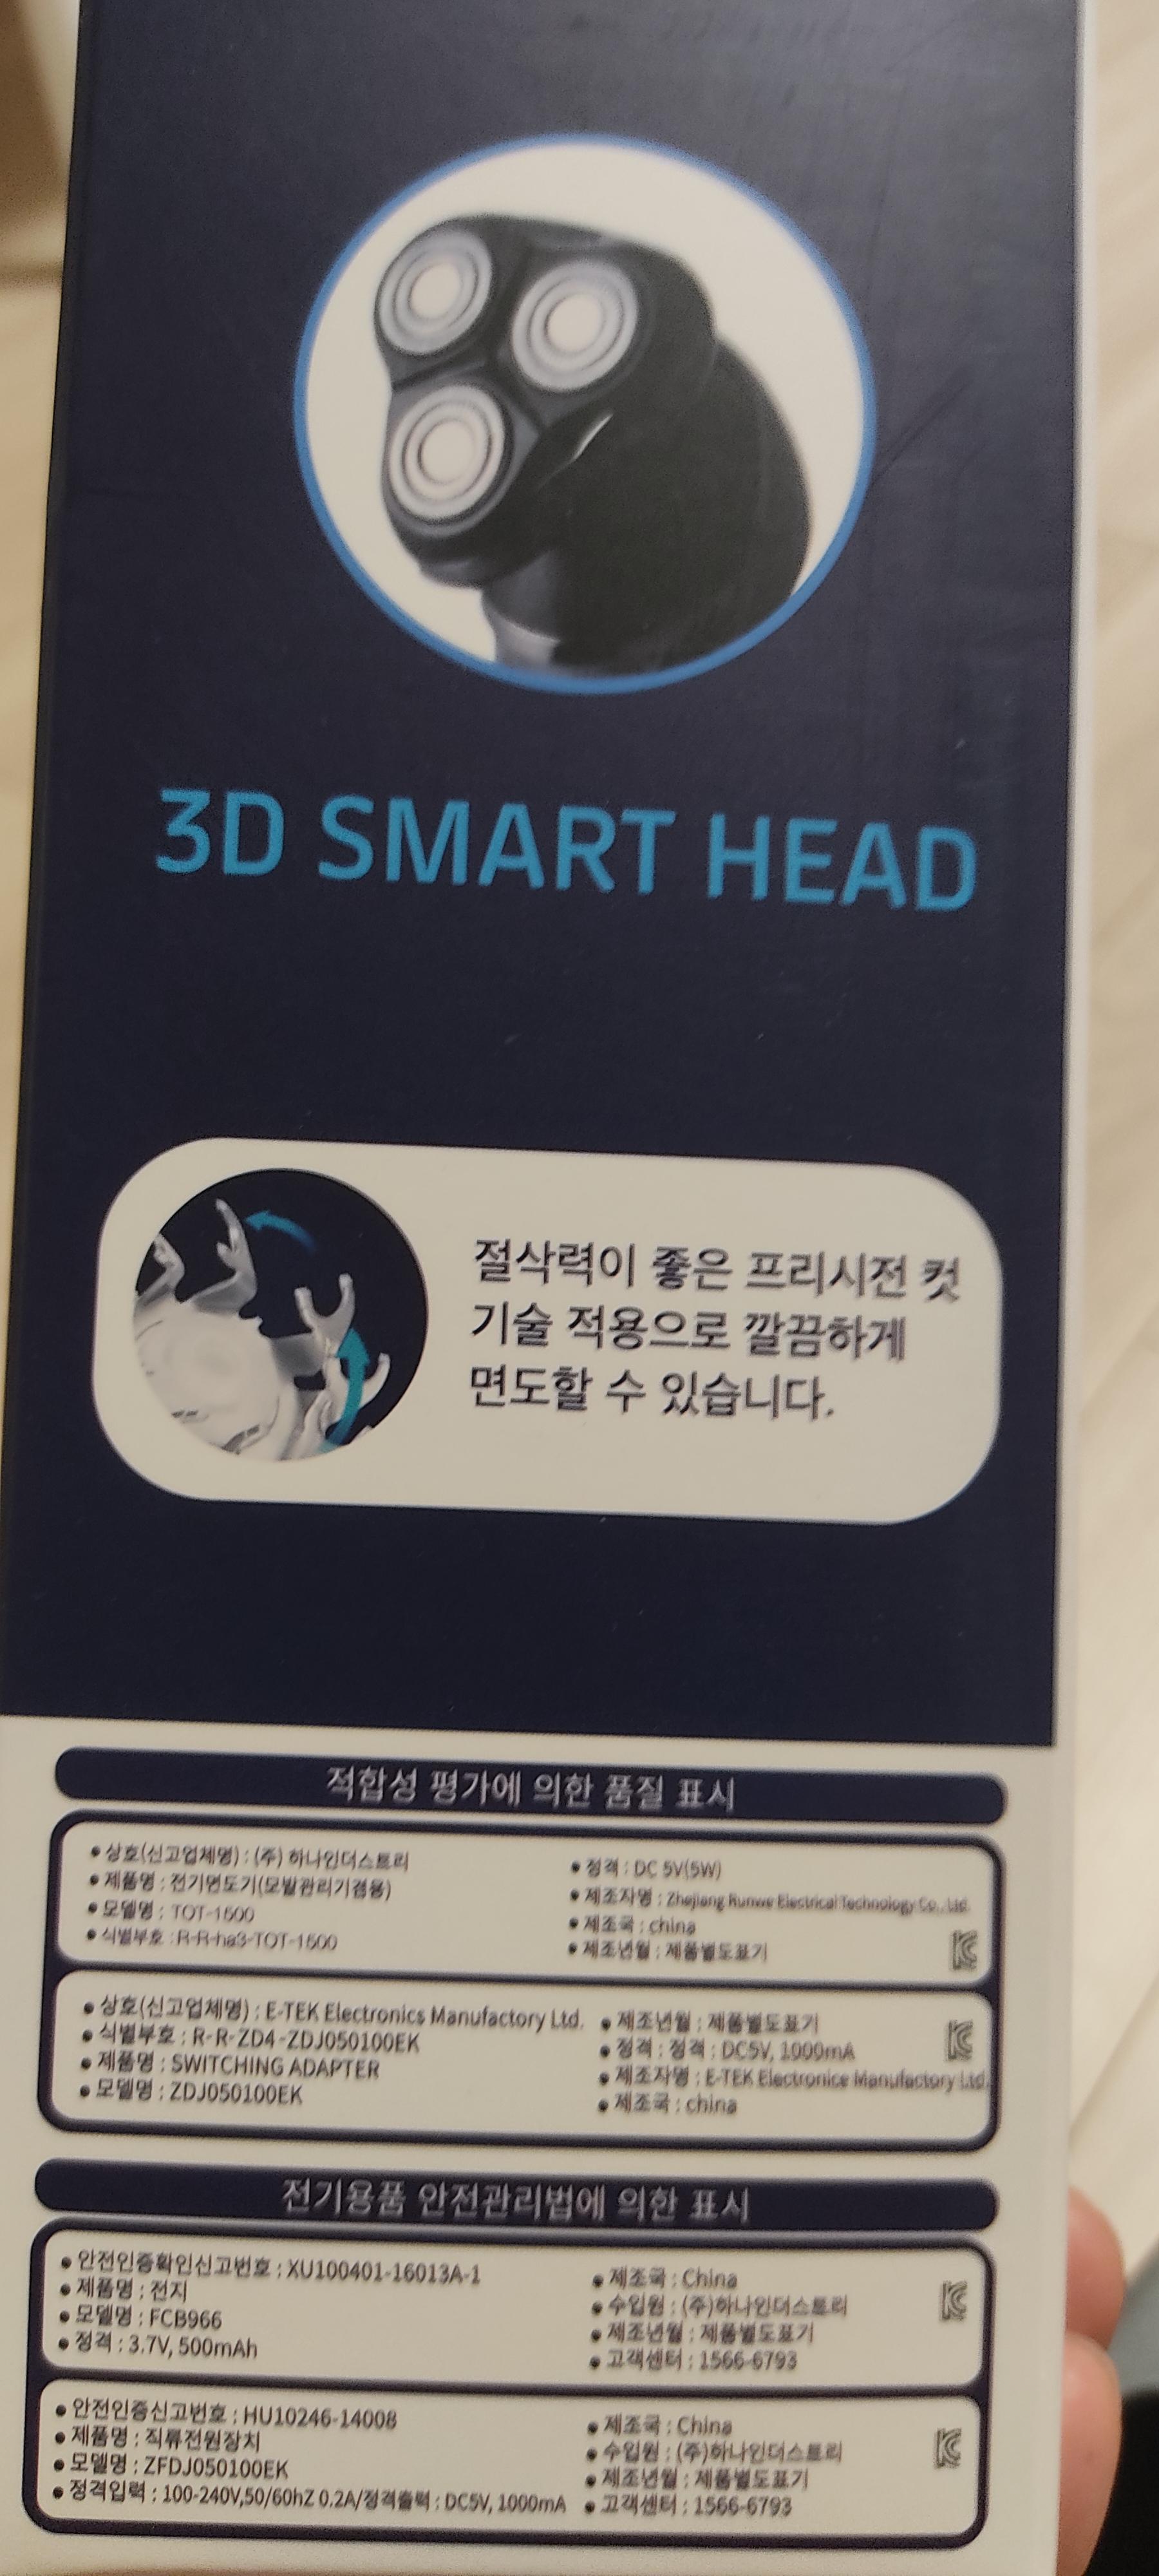 3D SMART HEAD
절삭력이 좋은 프리시전 컷
기술 적용으로 깔끔하게
면도할 수 있습니다.
적합성 평가에 의한 품질 표시
• 상호(신고업체명) : (주) 하나인더스트리
• 제품명 : 전기면도기(모발관리기겸용)
• 모델명 : TOT-1500
• 식별부호 : R-R-ha3-TOT-1500
• 정격 : DC 5V(5W)
• 제조자명 : Zhejiang Runwe Electrical Technology Co., Ltd.
• 제조국 : china
• 제조년월 : 제품별도표기
• 상호(신고업체명) : E-TEK Electronics Manufactory Ltd.
• 식별부호 : R-R-ZD4-ZDJ050100EK
• 제품명 : SWITCHING ADAPTER
• 모델명 : ZDJ050100EK
• 제조년월 : 제품별도표기
• 정격 : 정격 : DC5V, 1000mA
• 제조자명 : E-TEK Electronice Manufactory Ltd.
• 제조국 : china
전기용품 안전관리법에 의한 표시
• 안전인증확인신고번호 : XU100401-16013A-1
• 제품명 : 전지
• 모델명 : FCB966
• 정격 : 3.7V, 500mAh
• 제조국 : China
• 수입원 : (주)하나인더스트리
• 제조년월 : 제품별도표기
• 고객센터 : 1566-6793
• 안전인증신고번호 : HU10246-14008
• 제품명 : 직류전원장치
• 모델명 : ZFDJ050100EK
• 정격입력 : 100-240V,50/60hZ 0.2A/정격출력 : DC5V, 1000mA
• 제조국 : China
• 수입원 : (주)하나인더스트리
• 제조년월 : 제품별도표기
• 고객센터 : 1566-6793